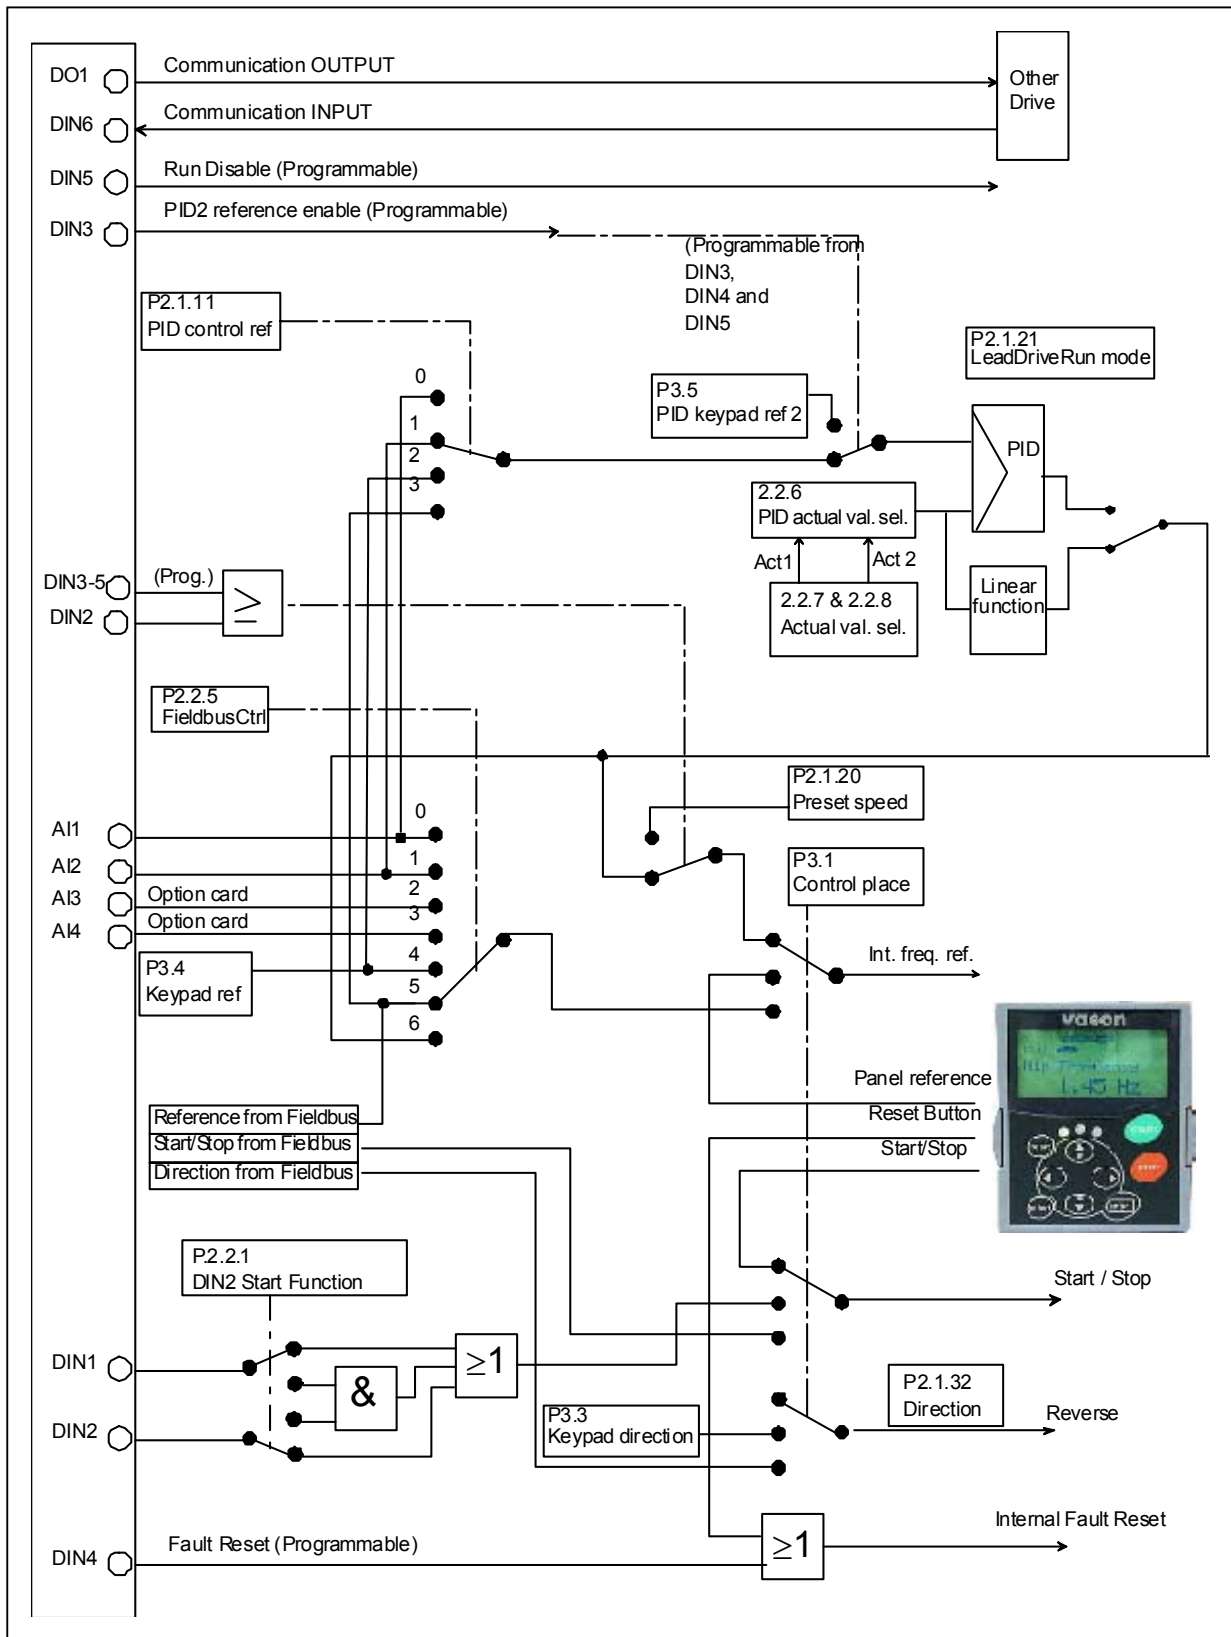 DO1
Communication OUTPUT
Other
Drive
DIN6
Communication INPUT
DIN5
Run Disable (Programmable)
DIN3
PID2 reference enable (Programmable)
(Programmable from
DIN3,
DIN4 and
DIN5
P2.1.11
PID control ref
P2.1.21
LeadDriveRun mode
0
1
2
3
P3.5
PID keypad ref 2
PID
2.2.6
PID actual val. sel.
Act1
Act 2
2.2.7 & 2.2.8
Actual val. sel.
Linear
function
DIN3-5
(Prog.)
DIN2
≥
P2.2.5
FieldbusCtrl
P2.1.20
Preset speed
AI1
0
AI2
1
AI3
Option card
2
AI4
Option card
3
P3.4
Keypad ref
4
5
6
P3.1
Control place
Int. freq. ref.
vacon
1.45 Hz
Panel reference
Reset Button
Start/Stop
Reference from Fieldbus
Start/Stop from Fieldbus
Direction from Fieldbus
P.2.2.1
DIN2 Start Function
Start / Stop
DIN1
≥1
&
DIN2
P3.3
Keypad direction
P2.1.32
Direction
Reverse
DIN4
Fault Reset (Programmable)
≥1
Internal Fault Reset